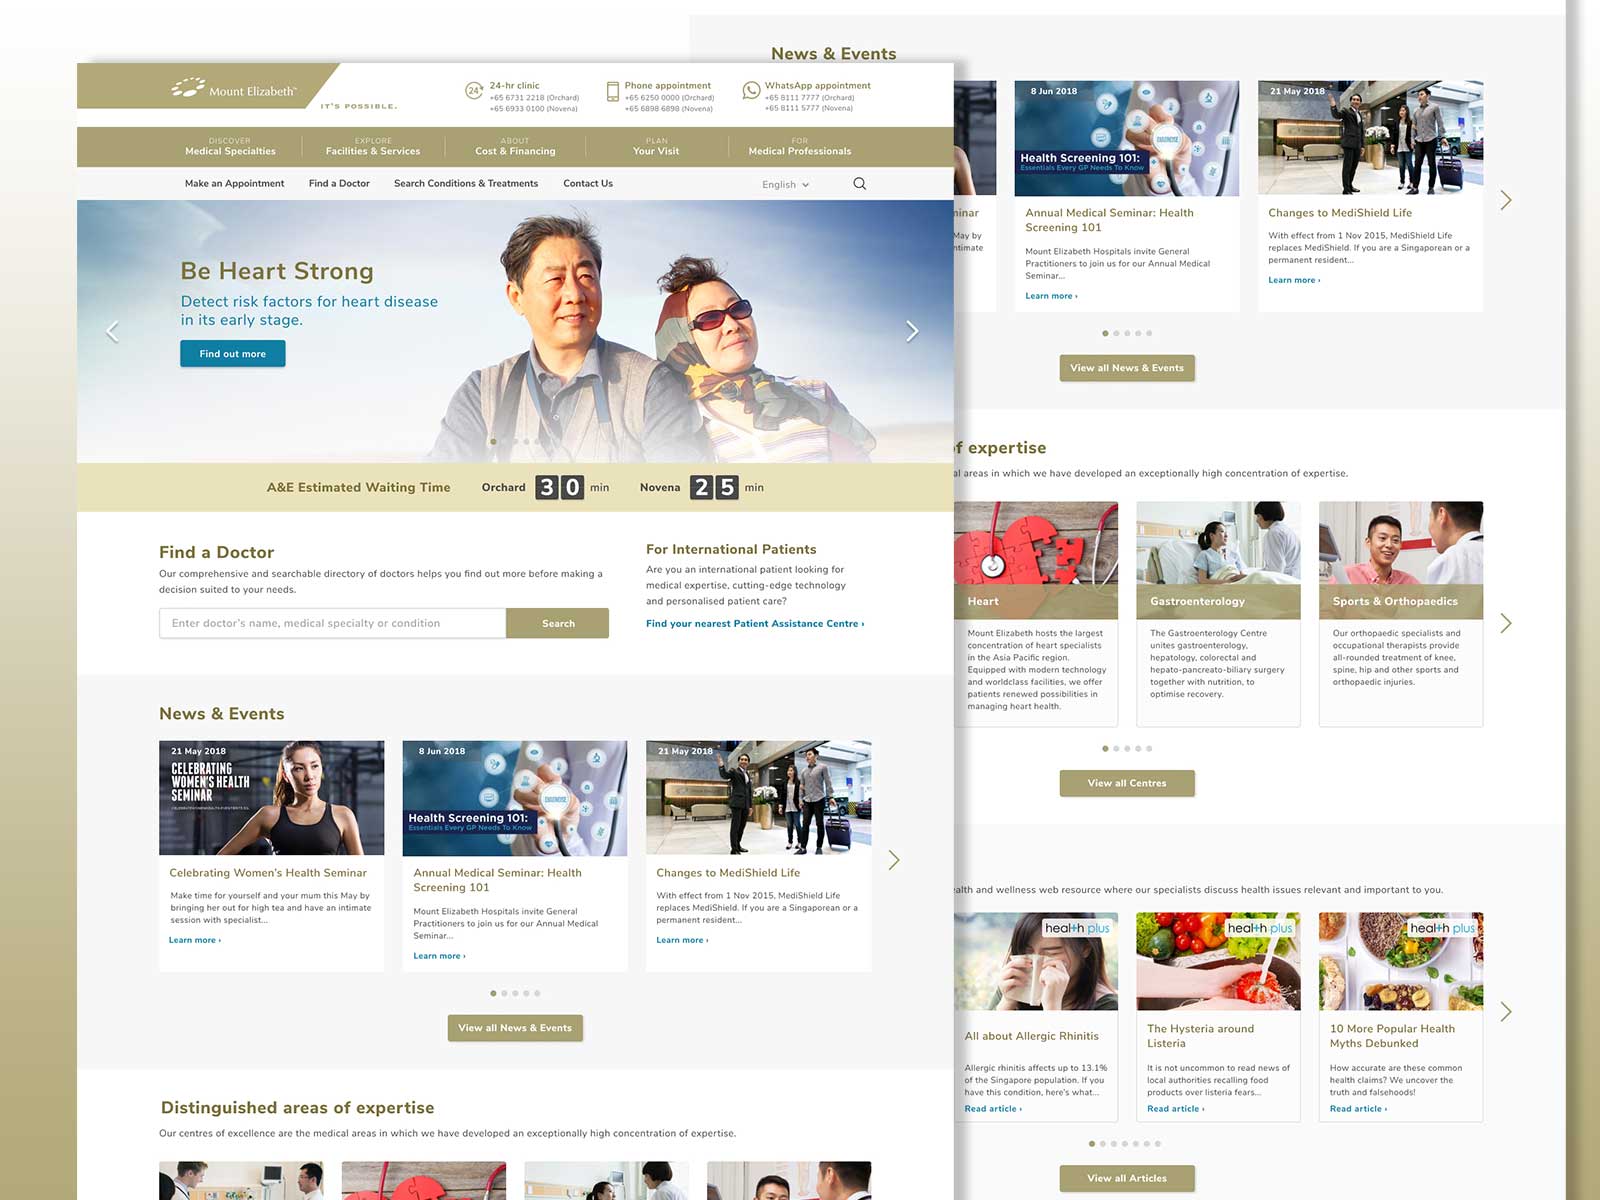 Mount Elizabeth™
IT'S POSSIBLE.
24
24-hr clinic
+65 6731 2218 (Orchard)
+65 6933 0100 (Novena)
Phone appointment
+65 6250 0000 (Orchard)
+65 6898 6898 (Novena)
WhatsApp appointment
+65 8111 7777 (Orchard)
+65 8111 5777 (Novena)
DISCOVER
Medical Specialties
EXPLORE
Facilities & Services
ABOUT
Cost & Financing
PLAN
Your Visit
FOR
Medical Professionals
Make an Appointment
Find a Doctor
Search Conditions & Treatments
Contact Us
English
Be Heart Strong
Detect risk factors for heart disease
in its early stage.
Find out more
A&E Estimated Waiting Time
Orchard 30 min
Novena 25 min
Find a Doctor
Our comprehensive and searchable directory of doctors helps you find out more before making a
decision suited to your needs.
Enter doctor's name, medical specialty or condition
Search
For International Patients
Are you an international patient looking for
medical expertise, cutting-edge technology
and personalised patient care?
Find your nearest Patient Assistance Centre ›
News & Events
21 May 2018
CELEBRATING
WOMEN'S HEALTH
SEMINAR
Celebrating Women's Health Seminar
Make time for yourself and your mum this May by
bringing her out for high tea and have an intimate
session with specialist...
Learn more ›
8 Jun 2018
DIAGNOSE
Health Screening 101:
Essentials Every GP Needs To Know
Annual Medical Seminar: Health
Screening 101
Mount Elizabeth Hospitals invite General
Practitioners to join us for our Annual Medical
Seminar...
Learn more ›
21 May 2018
Changes to MediShield Life
With effect from 1 Nov 2015, MediShield Life
replaces MediShield. If you are a Singaporean or a
permanent resident...
Learn more ›
View all News & Events
Distinguished areas of expertise
Our centres of excellence are the medical areas in which we have developed an exceptionally high concentration of expertise.
News & Events
minar
May by
ntimate
8 Jun 2018
DIAGNOSE
Health Screening 101:
Essentials Every GP Needs To Know
Annual Medical Seminar: Health
Screening 101
Mount Elizabeth Hospitals invite General
Practitioners to join us for our Annual Medical
Seminar...
Learn more ›
21 May 2018
Changes to MediShield Life
With effect from 1 Nov 2015, MediShield Life
replaces MediShield. If you are a Singaporean or a
permanent resident...
Learn more ›
View all News & Events
of expertise
al areas in which we have developed an exceptionally high concentration of expertise.
Heart
Mount Elizabeth hosts the largest
concentration of heart specialists
in the Asia Pacific region.
Equipped with modern technology
and worldclass facilities, we offer
patients renewed possibilities in
managing heart health.
Gastroenterology
The Gastroenterology Centre
unites gastroenterology,
hepatology, colorectal and
hepato-pancreato-biliary surgery
together with nutrition, to
optimise recovery.
Sports & Orthopaedics
Our orthopaedic specialists and
occupational therapists provide
all-rounded treatment of knee,
spine, hip and other sports and
orthopaedic injuries.
View all Centres
ealth and wellness web resource where our specialists discuss health issues relevant and important to you.
health plus
All about Allergic Rhinitis
Allergic rhinitis affects up to 13.1%
of the Singapore population. If you
have this condition, here's what...
Read article ›
health plus
The Hysteria around
Listeria
It is not uncommon to read news of
local authorities recalling food
products over listeria fears...
Read article ›
health plus
10 More Popular Health
Myths Debunked
How accurate are these common
health claims? We uncover the
truth and falsehoods!
Read article ›
View all Articles